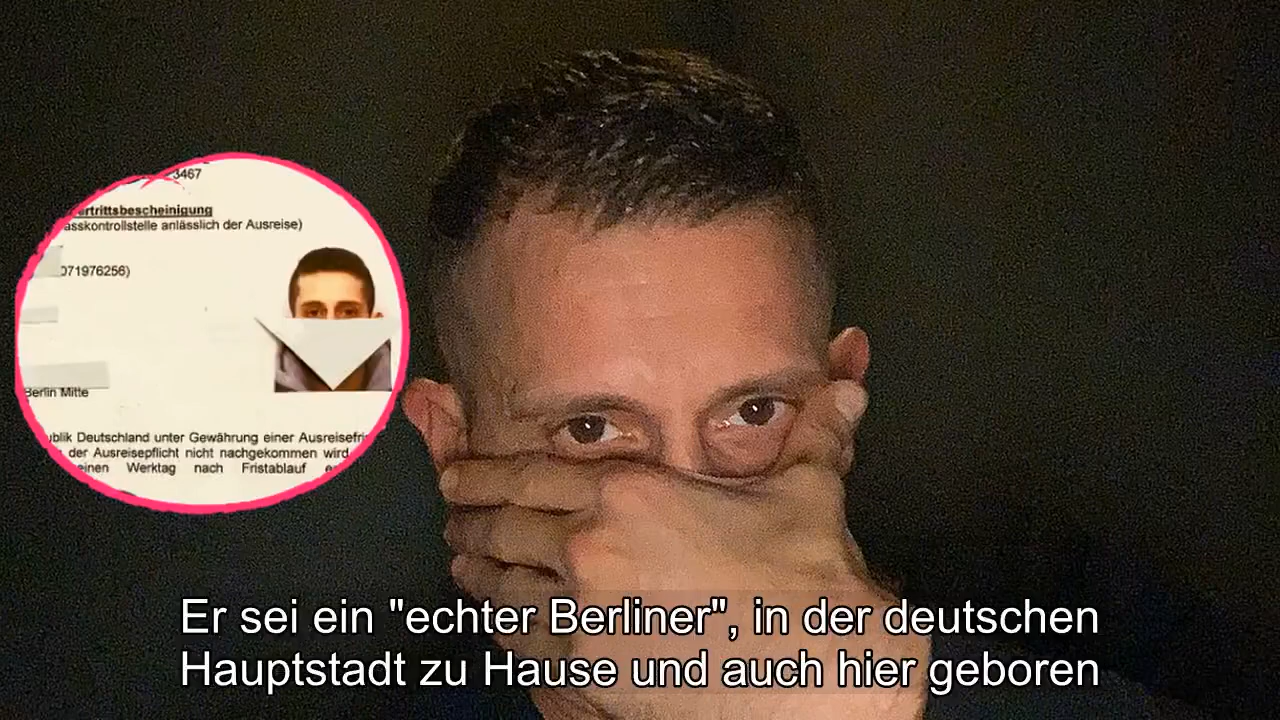 3467
ertrittsbescheinigung
asskontrollstelle anlässlich der Ausreise)
071976256)
Berlin Mitte
ublik Deutschland unter Gewährung einer Ausreisefri
der Ausreisepflicht nicht nachgekommen wird
einen Werktag nach Fristablauf
Er sei ein "echter Berliner", in der deutschen
Hauptstadt zu Hause und auch hier geboren